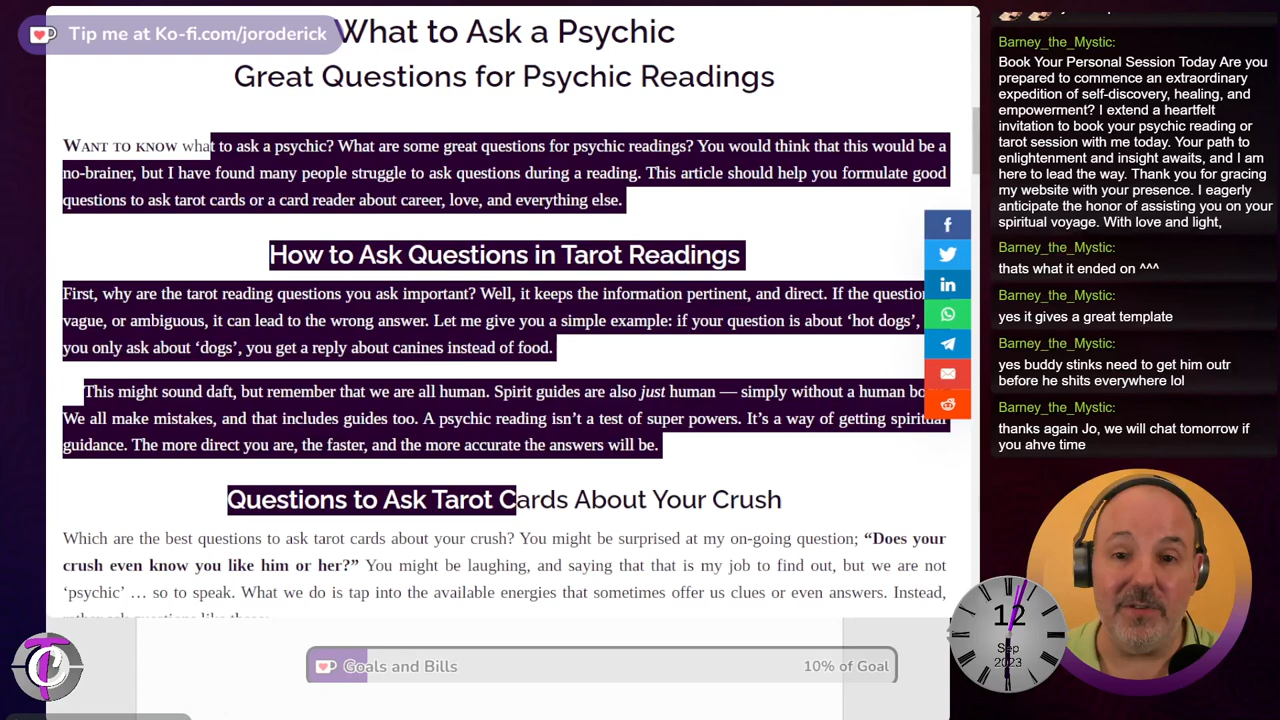 Tip me at Ko-fi.com/joroderick
What to Ask a Psychic
Great Questions for Psychic Readings
WANT TO KNOW what to ask a psychic? What are some great questions for psychic readings? You would think that this would be a
no-brainer, but I have found many people struggle to ask questions during a reading. This article should help you formulate good
questions to ask tarot cards or a card reader about career, love, and everything else.
How to Ask Questions in Tarot Readings
First, why are the tarot reading questions you ask important? Well, it keeps the information pertinent, and direct. If the question
vague, or ambiguous, it can lead to the wrong answer. Let me give you a simple example: if your question is about ‘hot dogs’,
you only ask about ‘dogs’, you get a reply about canines instead of food.
This might sound daft, but remember that we are all human. Spirit guides are also just human — simply without a human bo
We all make mistakes, and that includes guides too. A psychic reading isn’t a test of super powers. It’s a way of getting spiritual
guidance. The more direct you are, the faster, and the more accurate the answers will be.
Questions to Ask Tarot Cards About Your Crush
Which are the best questions to ask tarot cards about your crush? You might be surprised at my on-going question; “Does your
crush even know you like him or her?” You might be laughing, and saying that that is my job to find out, but we are not
‘psychic’ … so to speak. What we do is tap into the available energies that sometimes offer us clues or even answers. Instead,
Goals and Bills
10% of Goal
Barney_the_Mystic:
Book Your Personal Session Today Are you
prepared to commence an extraordinary
expedition of self-discovery, healing, and
empowerment? I extend a heartfelt
invitation to book your psychic reading or
tarot session with me today. Your path to
enlightenment and insight awaits, and I am
here to lead the way. Thank you for gracing
my website with your presence. I eagerly
anticipate the honor of assisting you on your
spiritual voyage. With love and light,
Barney_the_Mystic:
thats what it ended on ^^^
Barney_the_Mystic:
yes it gives a great template
Barney_the_Mystic:
yes buddy stinks need to get him outr
before he shits everywhere lol
Barney_the_Mystic:
thanks again Jo, we will chat tomorrow if
you ahve time
12
Sep
2023